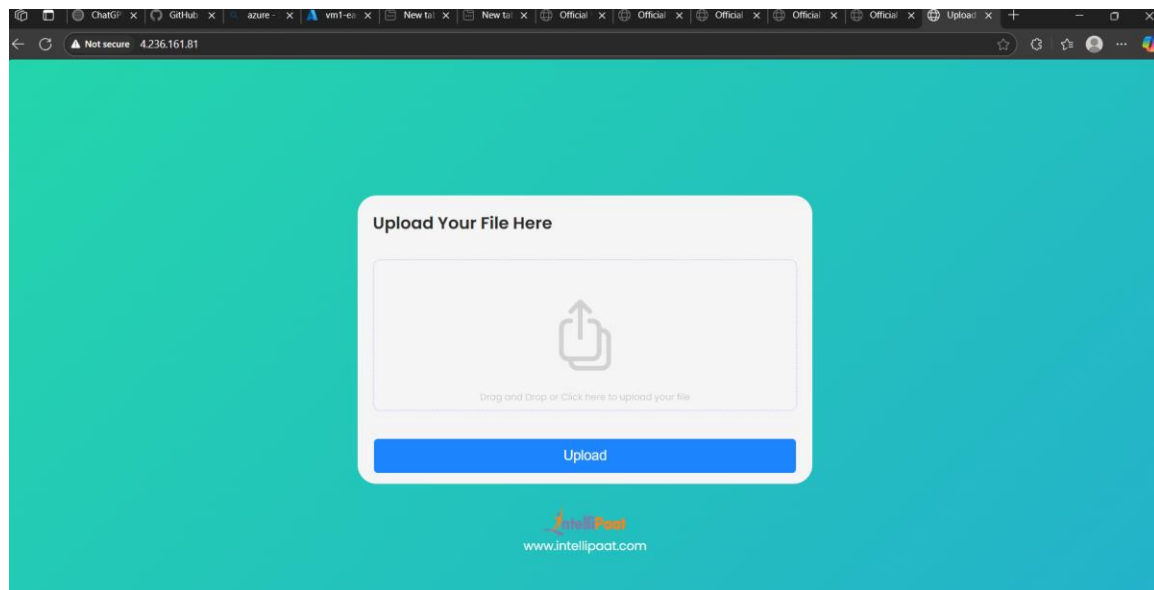 ChatGP GitHub azure - vm1-ea New tal New tal Official Official Official Official Official Upload
Not secure 4.236.161.81
Upload Your File Here
Drag and Drop or Click here to upload your file
Upload
IntelliPaat
www.intellipaat.com